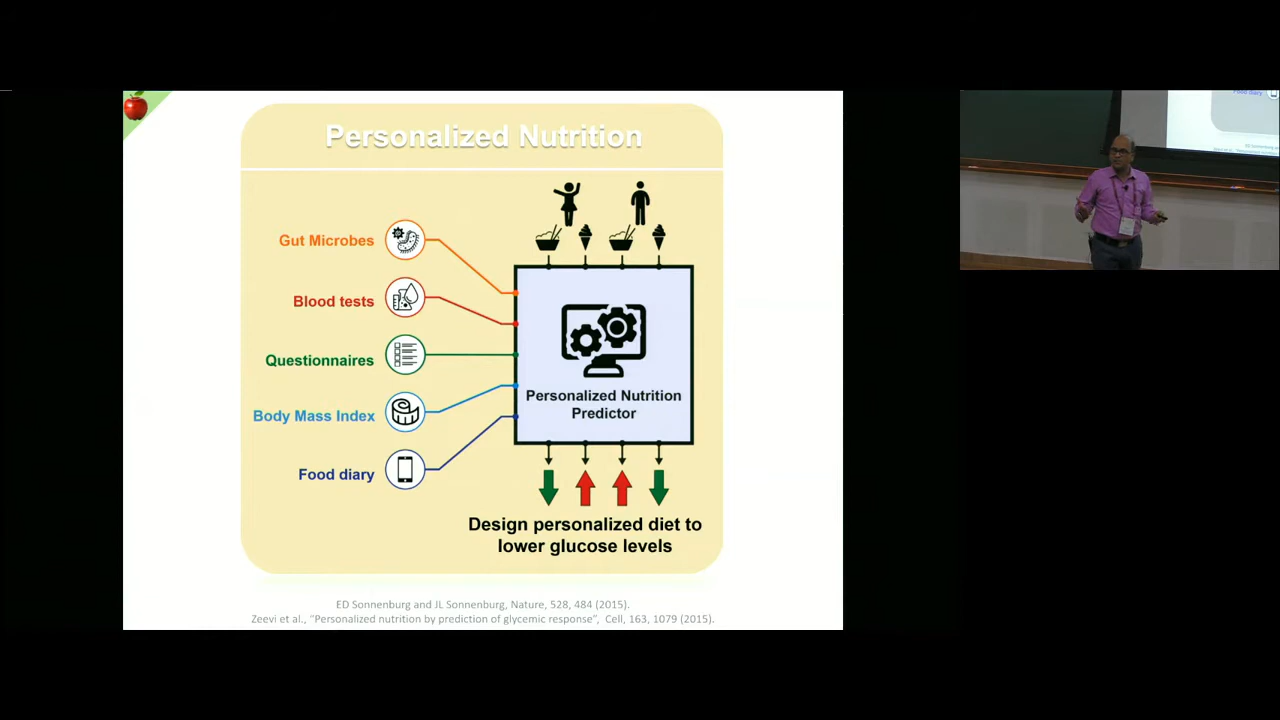 Personalized Nutrition
Gut Microbes
Blood tests
Questionnaires
Body Mass Index
Food diary
Personalized Nutrition
Predictor
Design personalized diet to
lower glucose levels
ED Sonnenburg and JL Sonnenburg, Nature, 528, 484 (2015).
Zeevi et al., "Personalized nutrition by prediction of glycemic response", Cell, 163, 1079 (2015).
Food diary